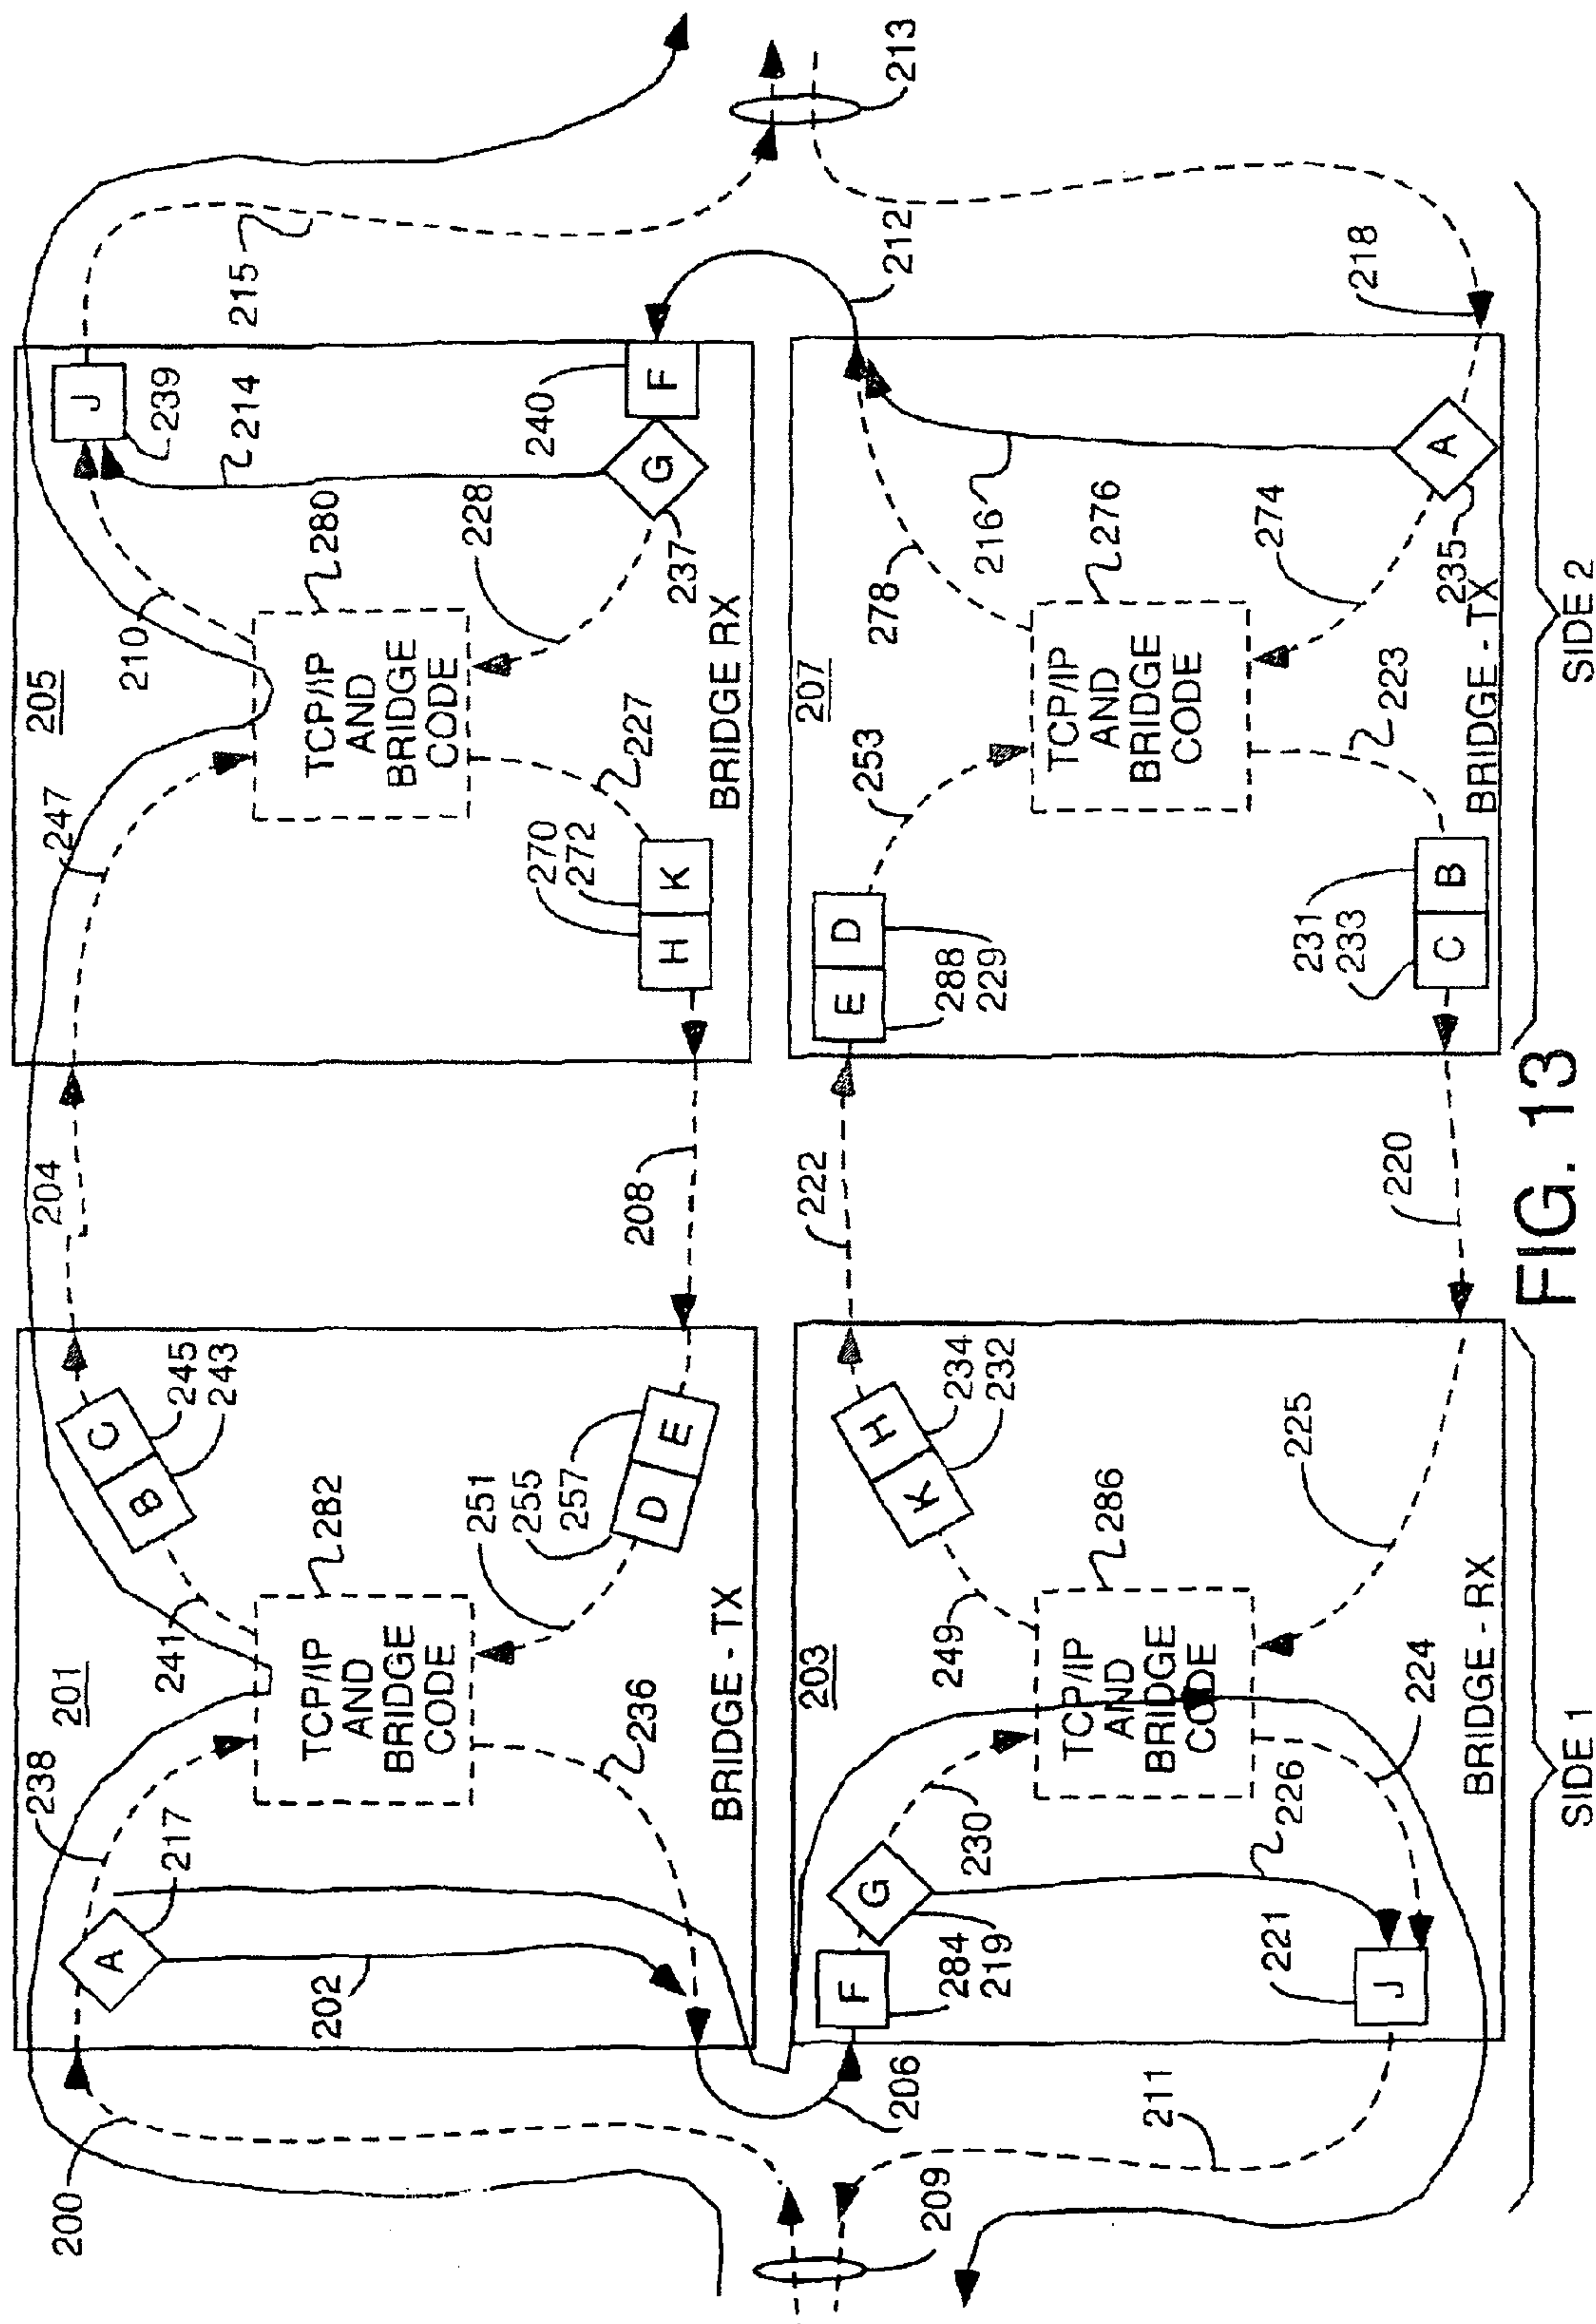 200
238
217
A
202
201
241
B
C
245
243
282
TCP/IP
AND
BRIDGE
CODE
236
251
255
257
D
E
BRIDGE - TX
204
208
247
205
210
J
239
214
215
280
TCP/IP
AND
BRIDGE
CODE
227
228
270
272
H
K
240
F
G
237
BRIDGE RX
212
213
209
206
F
284
219
G
230
203
249
K
H
234
232
286
TCP/IP
AND
BRIDGE
CODE
226
224
225
221
J
211
BRIDGE - RX
222
220
E
D
288
229
253
207
278
216
276
TCP/IP
AND
BRIDGE
CODE
223
274
231
233
C
B
A
235
218
BRIDGE - TX
SIDE 1
SIDE 2
FIG. 13